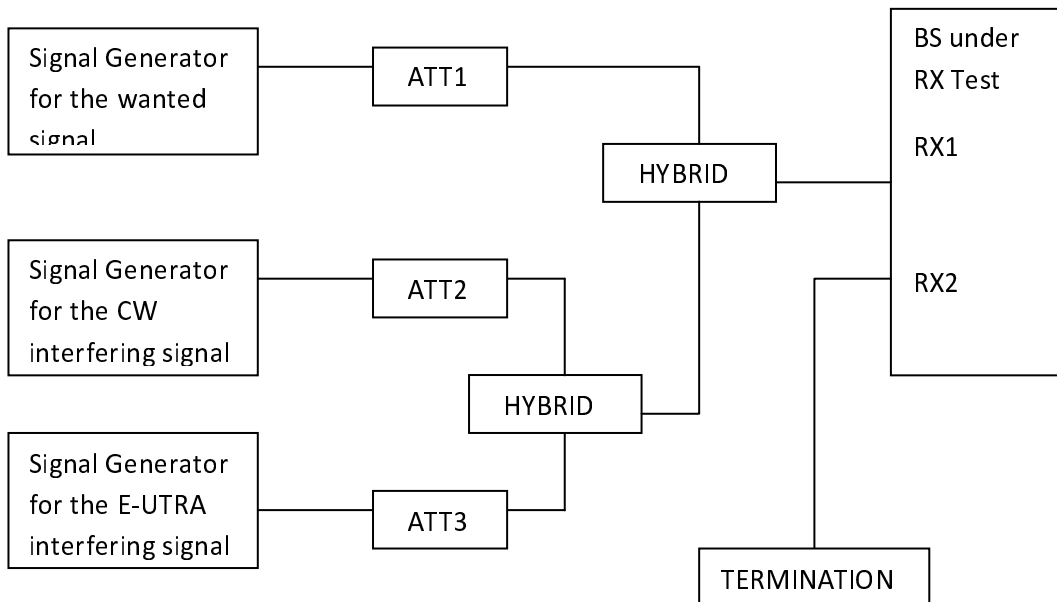 Signal Generator
for the wanted
signal
ATT1
HYBRID
BS under
RX Test
RX1
RX2
Signal Generator
for the CW
interfering signal
ATT2
HYBRID
Signal Generator
for the E-UTRA
interfering signal
ATT3
TERMINATION